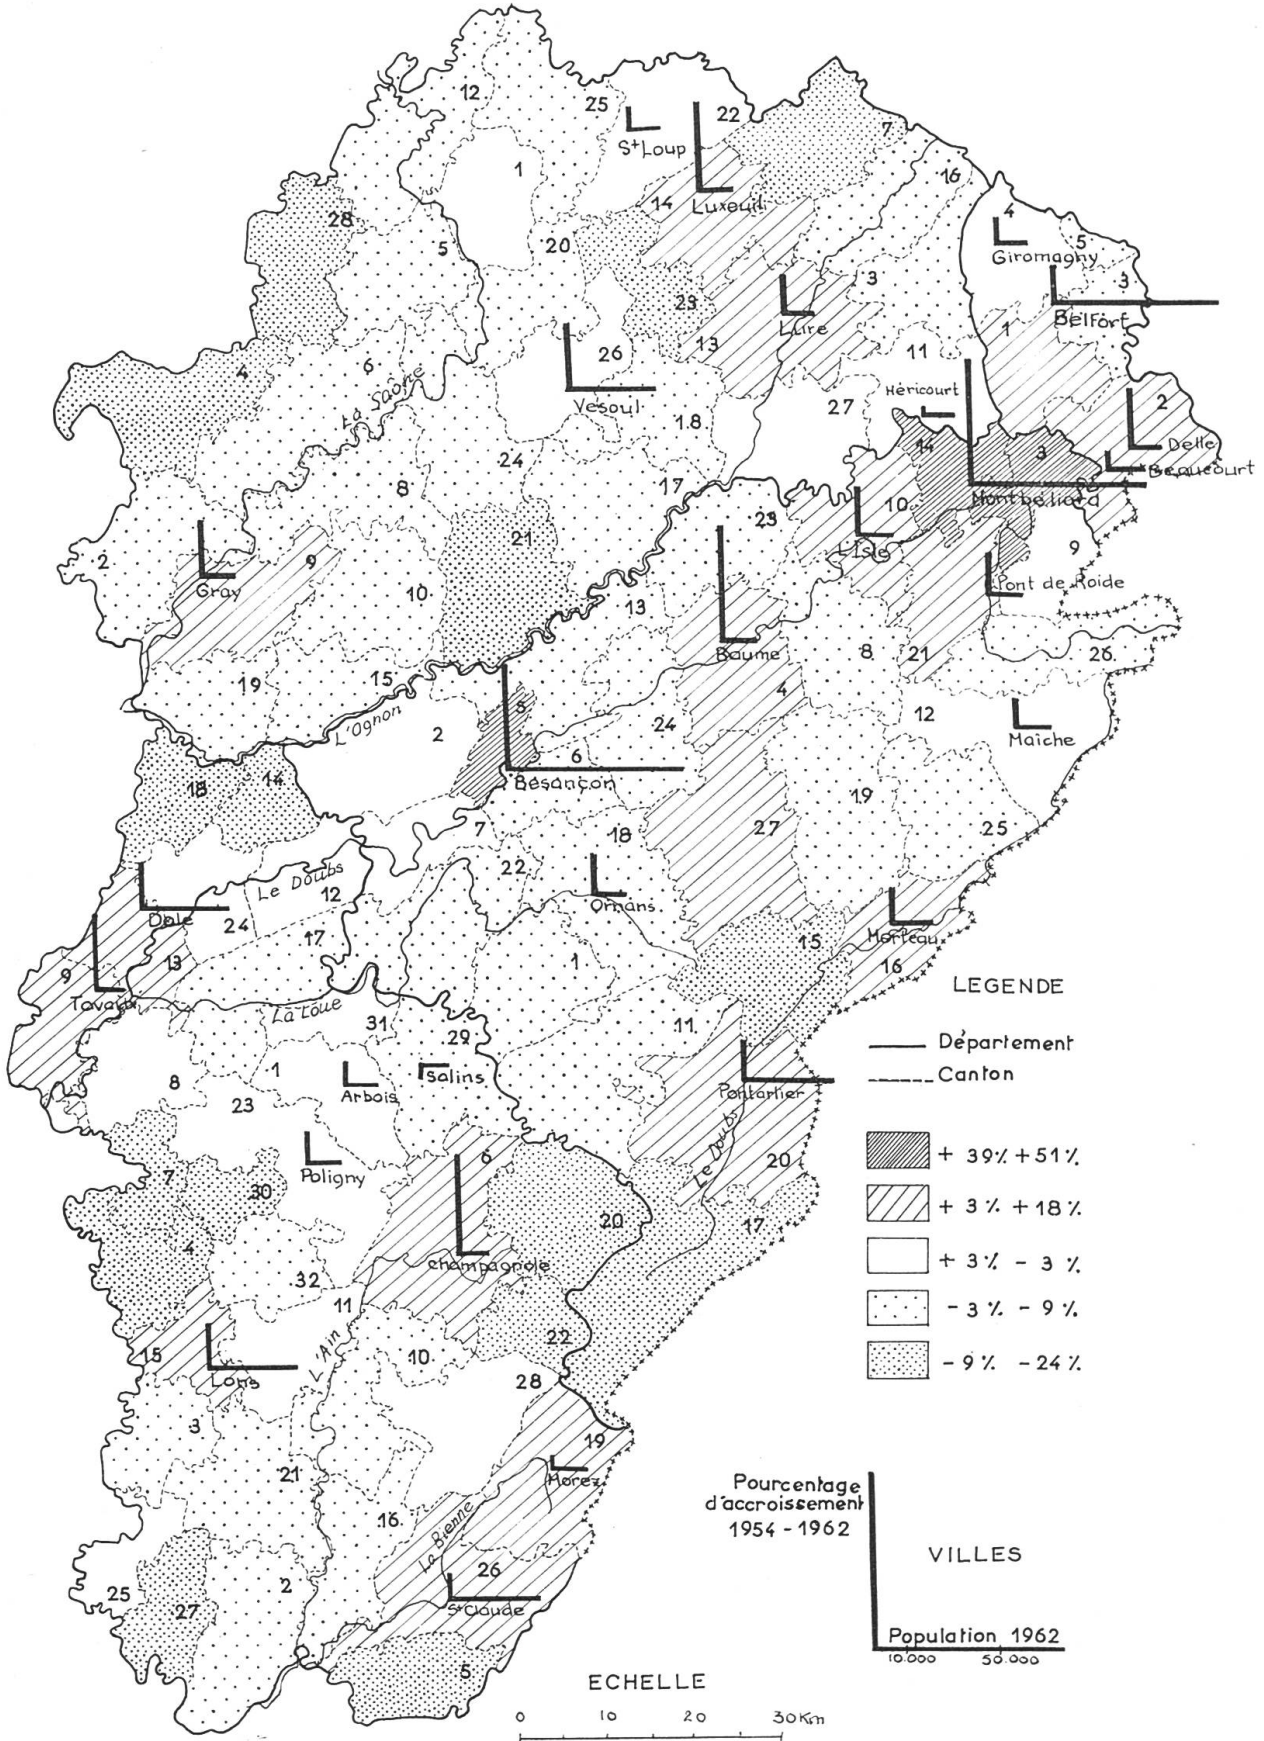 12
25
22
St Loup
7
1
16
14
Luxeuil
4
28
5
20
5
Giromagny
3
3
23
Belfort
Lure
1
13
6
26
11
4
La Saône
Héricourt
27
2
Vesoul
18
14
3
Delle
24
Beaucourt
8
17
10
Montbéliard
23
21
L'Isle
2
9
9
Gray
10
Pont de Roide
13
Baume
8
21
26
19
15
4
5
24
12
L'Ognon
2
Maîche
6
Besançon
18
14
19
7
18
27
25
22
Le Doubs
12
Ornans
Dole
24
17
15
Morteau
13
9
1
16
Tavaux
LEGENDE
La Loue
31
29
11
Département
8
1
Salins
Canton
Arbois
Pontarlier
23
Le Doubs
6
+ 39% + 51%
Poligny
20
7
30
+ 3% + 18%
20
17
4
Champagnole
+ 3% - 3 %
32
11
- 3% - 9%
22
15
L'Ain
10
- 9% - 24%
Lons
28
3
19
21
Morez
Pourcentage
d'accroissement
1954 - 1962
16
La Bienne
VILLES
26
25
2
27
St Claude
Population 1962
10.000 50.000
5
ECHELLE
0 10 20 30Km